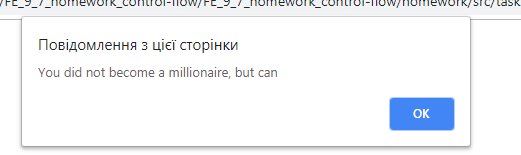 /FE_9_7_homework_control-flow/FE_9_7_homework_control-flow/homework/src/task
Повідомлення з цієї сторінки
You did not become a millionaire, but can
OK